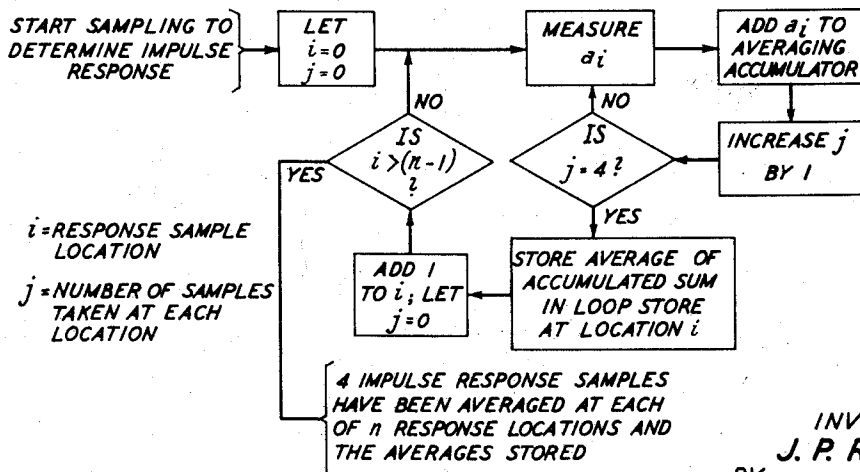 START SAMPLING TO
DETERMINE IMPULSE
RESPONSE
LET
i=0
j=0
MEASURE
ai
ADD ai TO
AVERAGING
ACCUMULATOR
INCREASE j
BY 1
IS
j=4?
NO
YES
STORE AVERAGE OF
ACCUMULATED SUM
IN LOOP STORE
AT LOCATION i
ADD 1
TO i; LET
j=0
IS
i>(n-1)
?
NO
YES
i=RESPONSE SAMPLE
LOCATION
j=NUMBER OF SAMPLES
TAKEN AT EACH
LOCATION
4 IMPULSE RESPONSE SAMPLES
HAVE BEEN AVERAGED AT EACH
OF n RESPONSE LOCATIONS AND
THE AVERAGES STORED
INV
J. P. R
BY